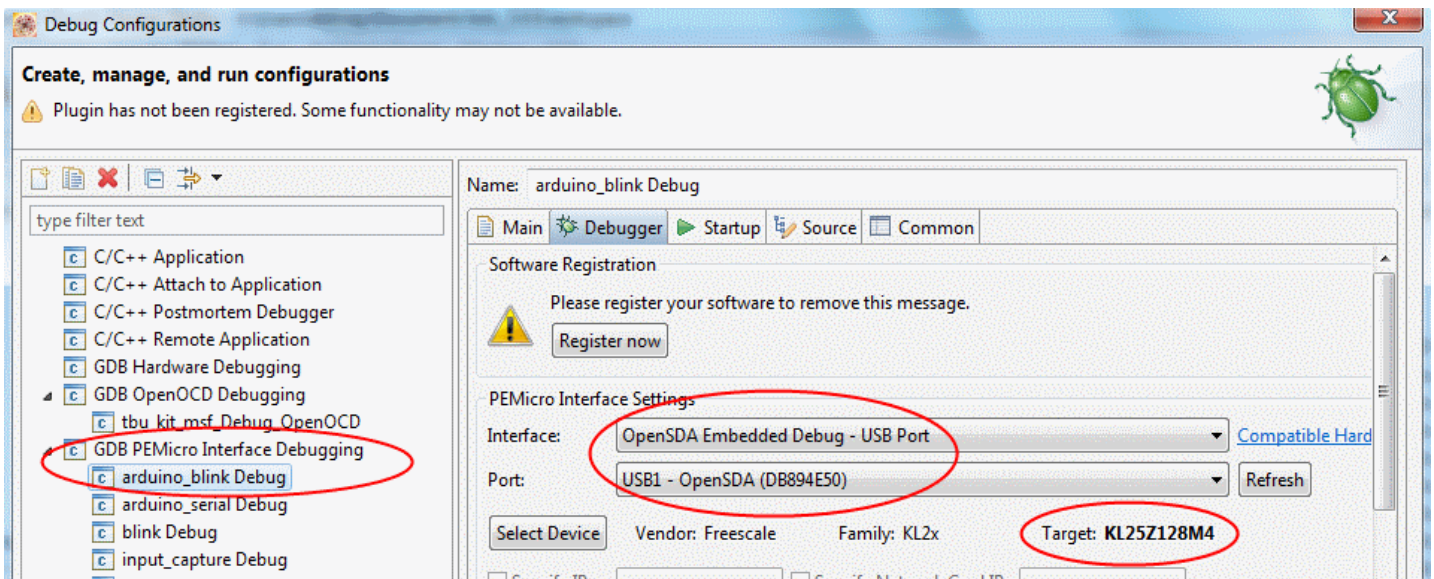 Debug Configurations
Create, manage, and run configurations
Plugin has not been registered. Some functionality may not be available.
type filter text
C/C++ Application
C/C++ Attach to Application
C/C++ Postmortem Debugger
C/C++ Remote Application
GDB Hardware Debugging
GDB OpenOCD Debugging
tbu_kit_msf_Debug_OpenOCD
GDB PEMicro Interface Debugging
arduino_blink Debug
arduino_serial Debug
blink Debug
input_capture Debug
Name: arduino_blink Debug
Main Debugger Startup Source Common
Software Registration
Please register your software to remove this message.
Register now
PEMicro Interface Settings
Interface: OpenSDA Embedded Debug - USB Port Compatible Hard
Port: USB1 - OpenSDA (DB894E50) Refresh
Select Device Vendor: Freescale Family: KL2x Target: KL25Z128M4